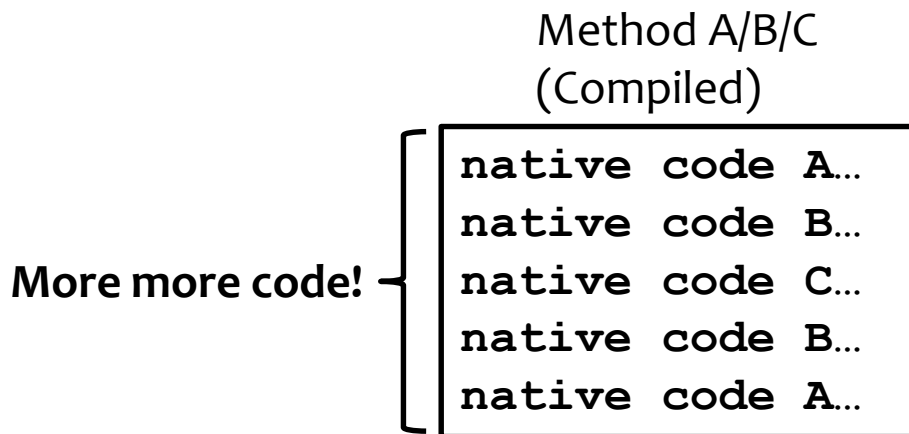 Method A/B/C
(Compiled)
native code A…
native code B…
More more code!
native code C…
native code B…
native code A…